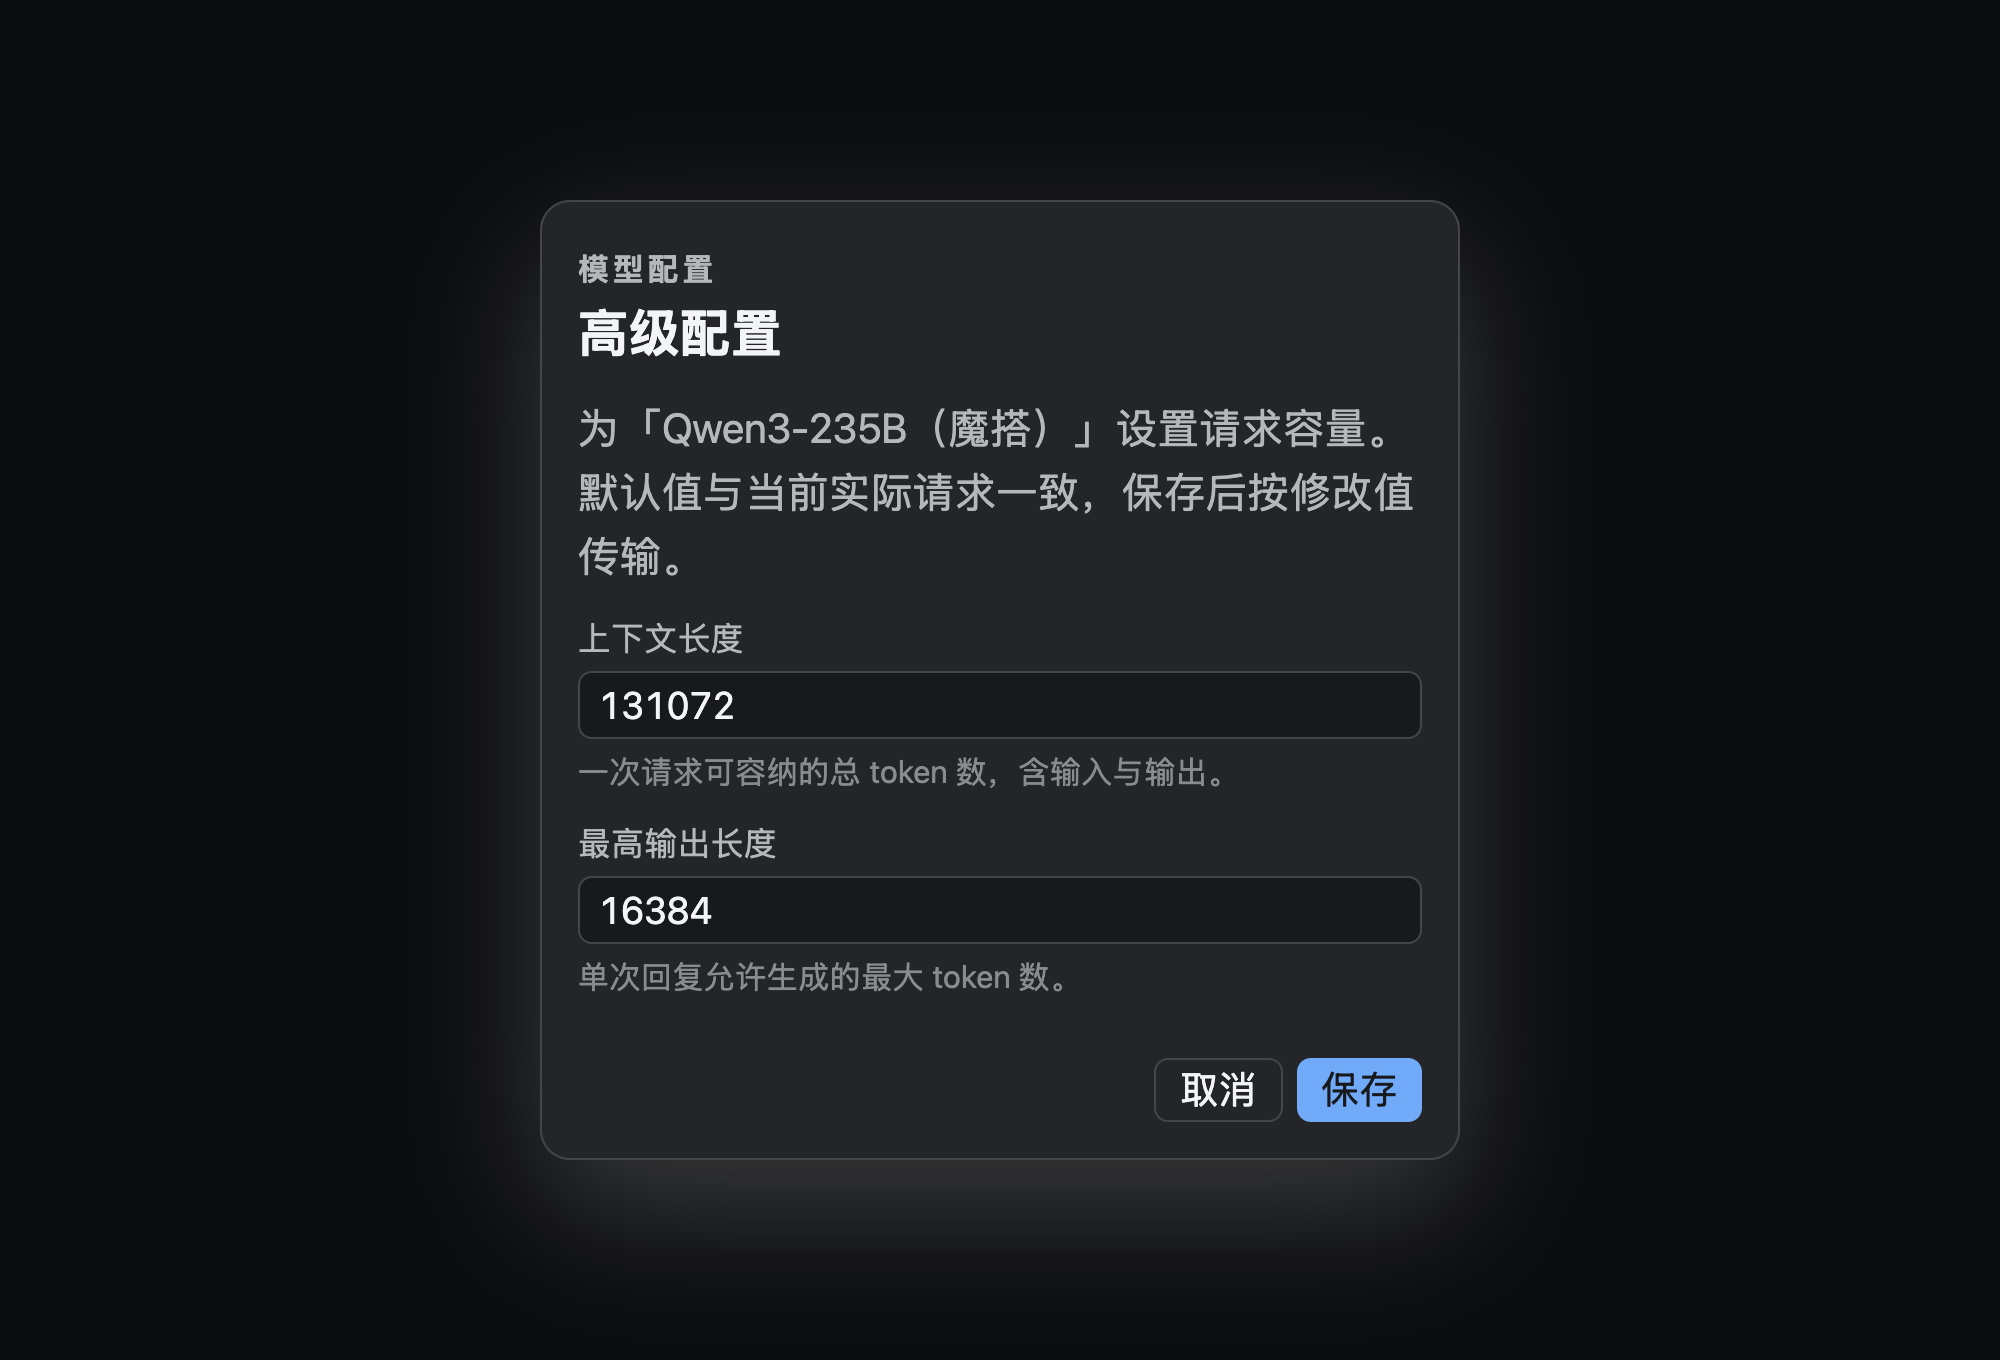 模型配置
高级配置
为「Qwen3-235B（魔搭）」设置请求容量。
默认值与当前实际请求一致，保存后按修改值
传输。
上下文长度
131072
一次请求可容纳的总 token 数，含输入与输出。
最高输出长度
16384
单次回复允许生成的最大 token 数。
取消 保存